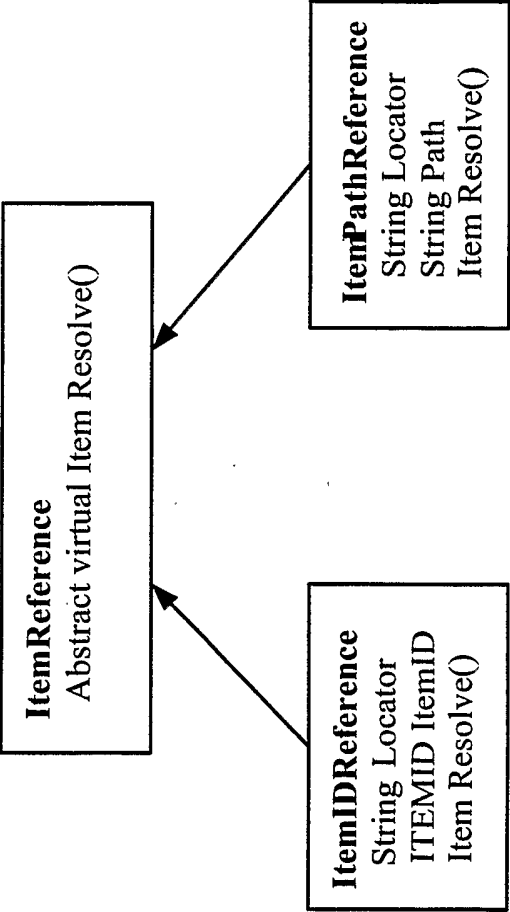 ItemReference
Abstract virtual Item Resolve()
ItemIDReference
String Locator
ITEMID ItemID
Item Resolve()
ItemPathReference
String Locator
String Path
Item Resolve()